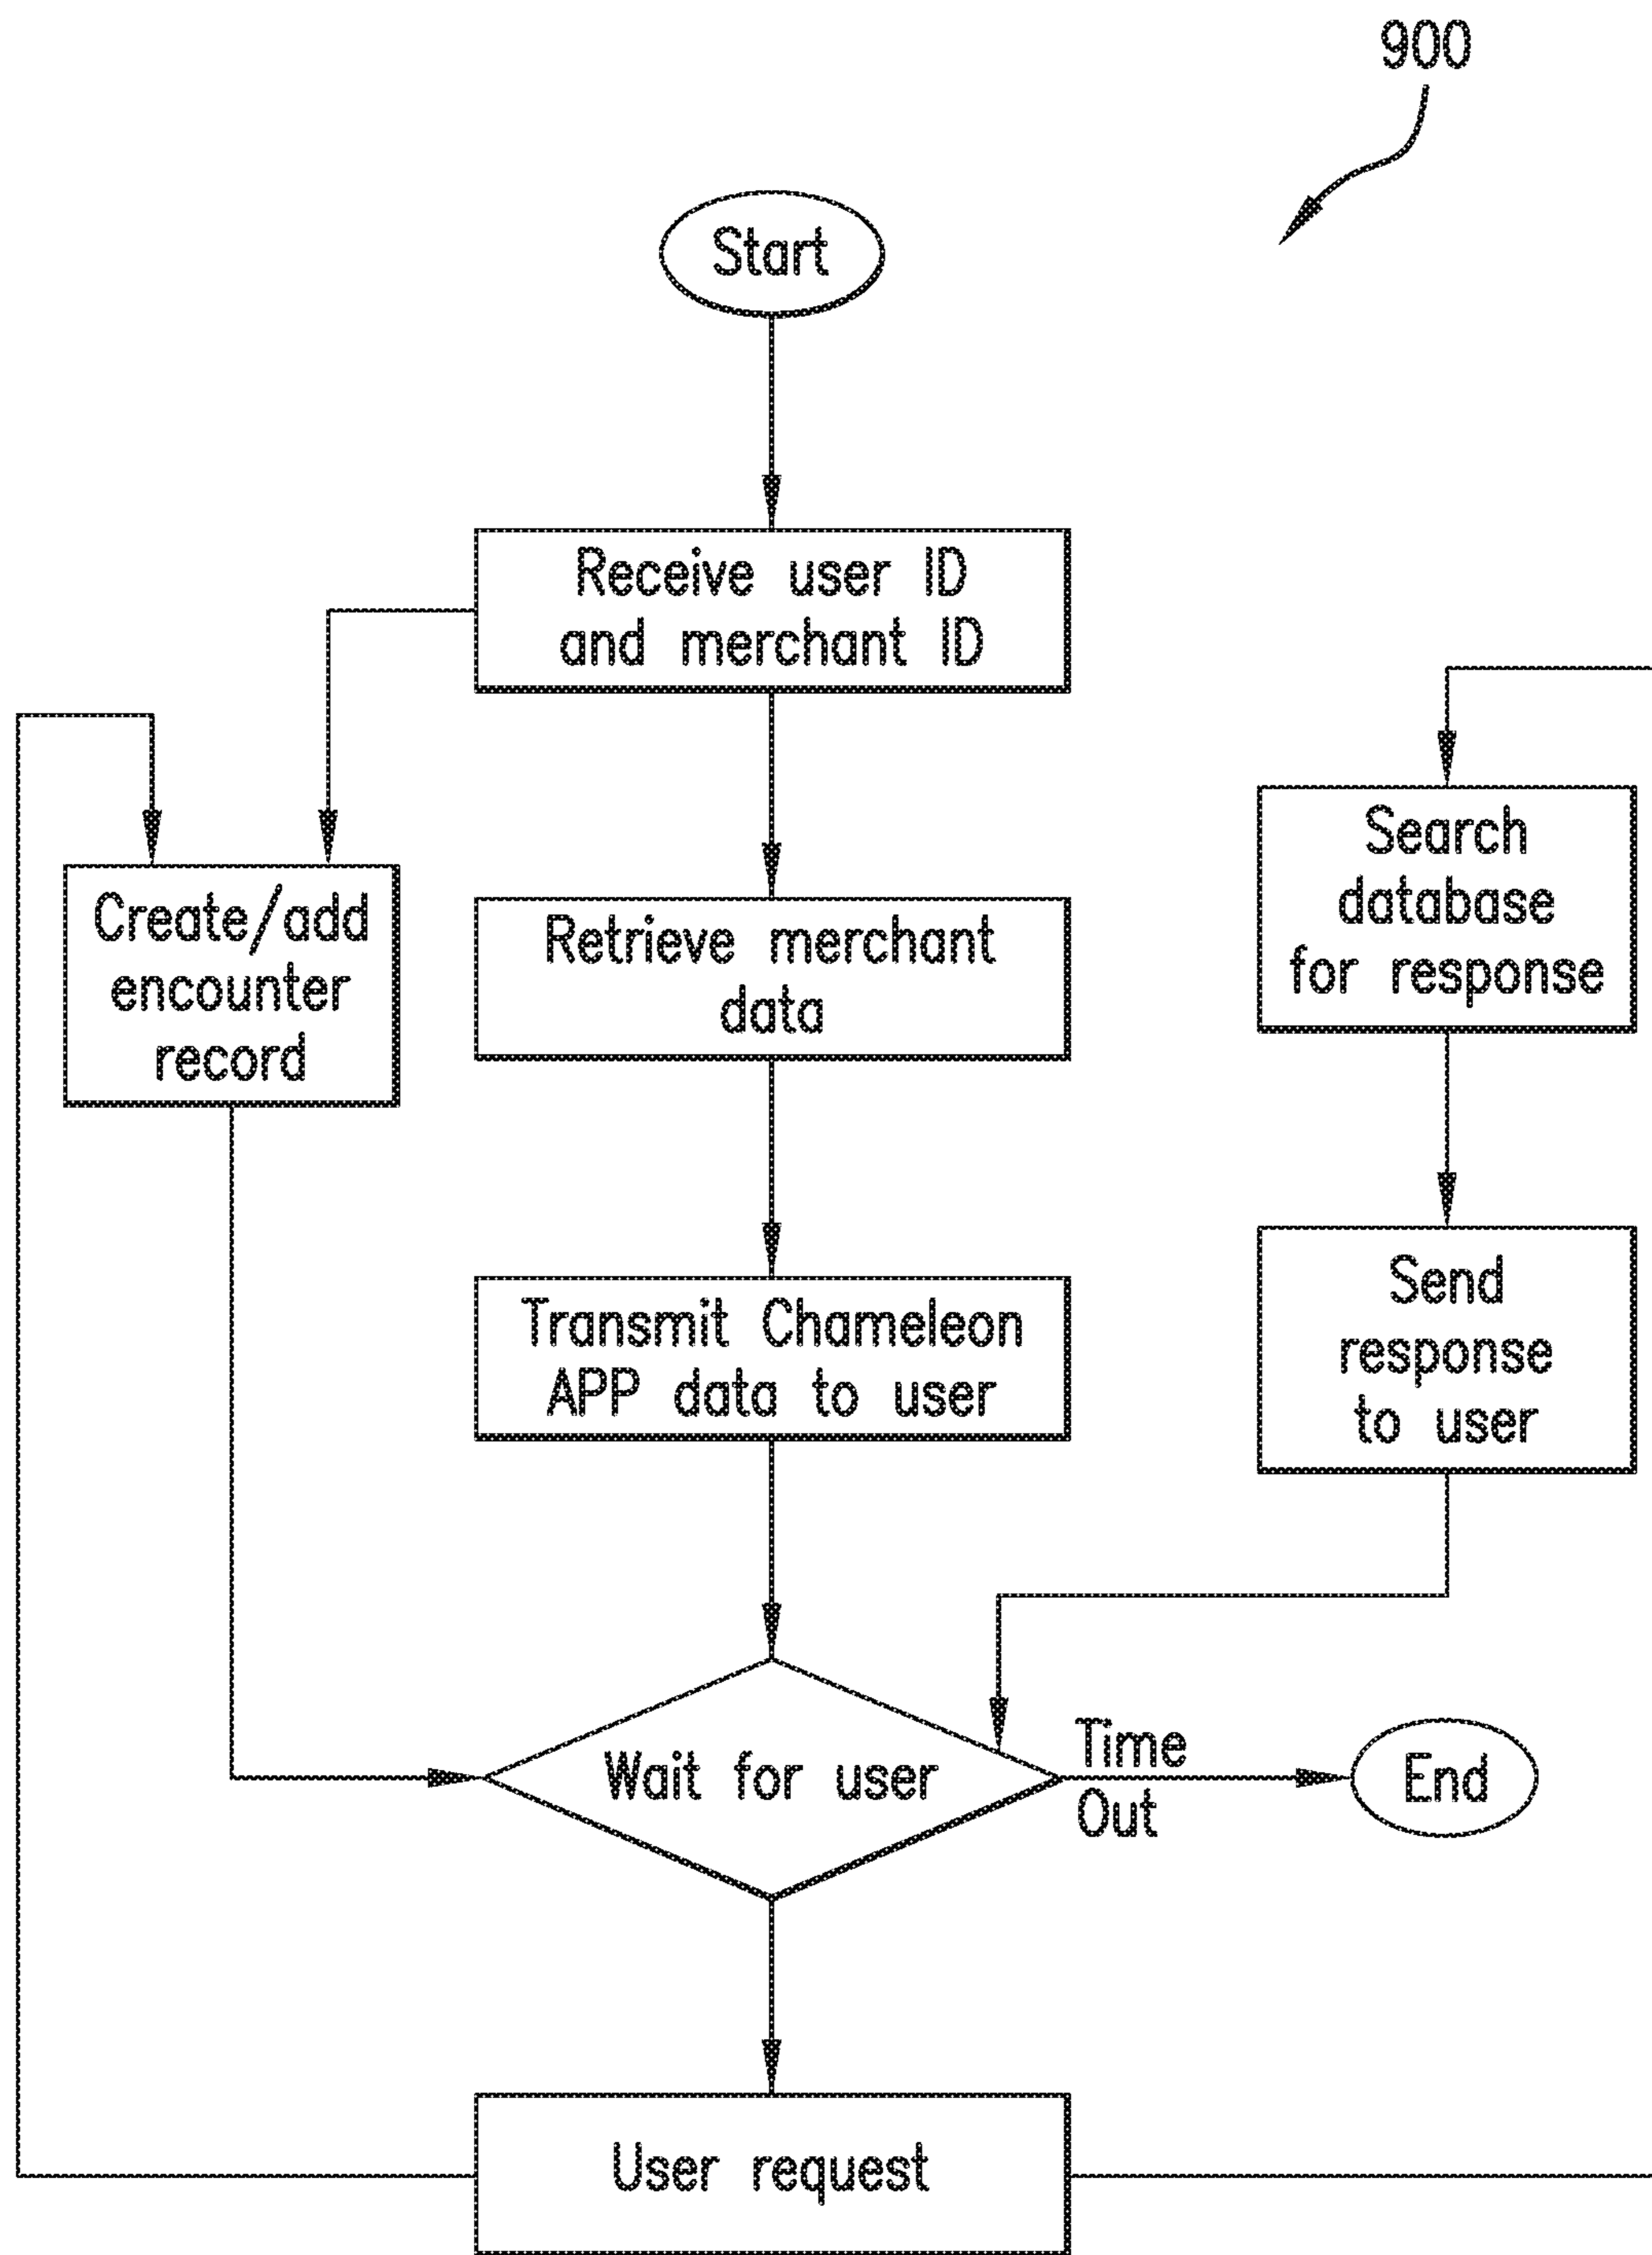 900
Start
Receive user ID
and merchant ID
Create/add
encounter
record
Retrieve merchant
data
Search
database
for response
Transmit Chameleon
APP data to user
Send
response
to user
Wait for user
Time
Out
End
User request